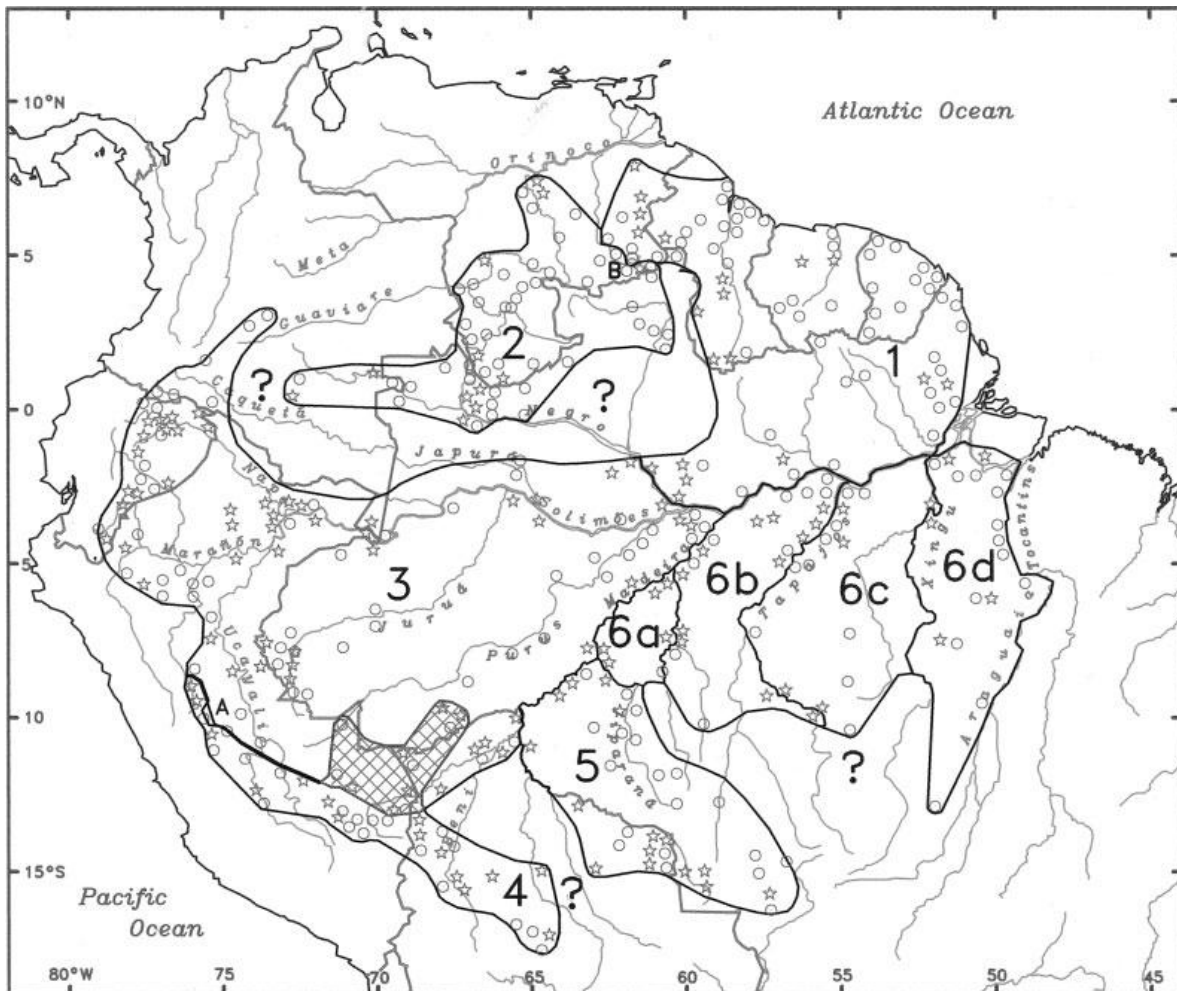 10°N
Atlantic Ocean
Orinoco
Meta
5
B
Guaviare
2
?
?
1
Caquetá
0
Negro
Japurá
Napo
Solimões
Marañón
Xingu
Tocantins
Madeira
Tapajós
6b
6c
6d
5
3
Juruá
6a
Purus
Ucayali
Araguaia
10
A
?
5
Jiparaná
Beni
15°S
4
?
Pacific
Ocean
80°W
75
70
65
60
55
50
45